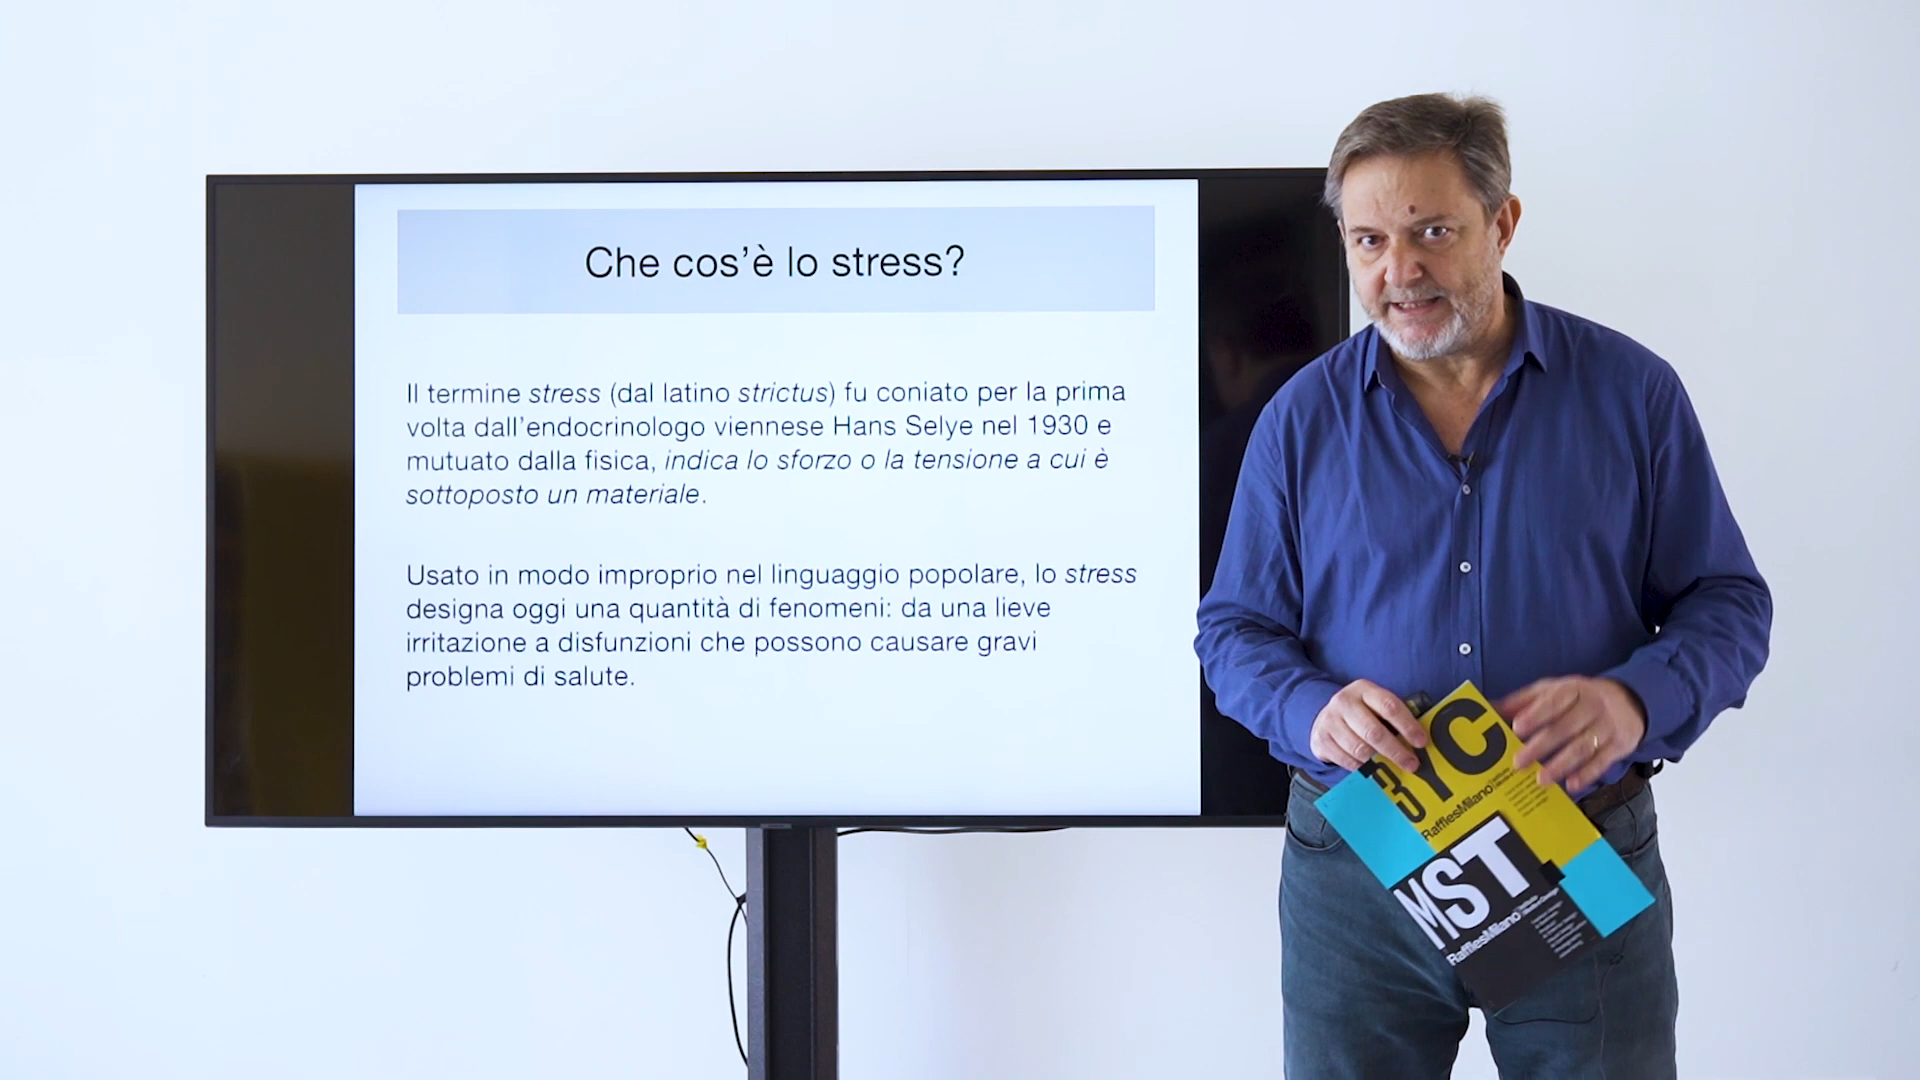 Che cos’è lo stress?
Il termine stress (dal latino strictus) fu coniato per la prima
volta dall’endocrinologo viennese Hans Selye nel 1930 e
mutuato dalla fisica, indica lo sforzo o la tensione a cui è
sottoposto un materiale.
Usato in modo improprio nel linguaggio popolare, lo stress
designa oggi una quantità di fenomeni: da una lieve
irritazione a disfunzioni che possono causare gravi
problemi di salute.
3YC
RafflesMilano
MST
RafflesMilano